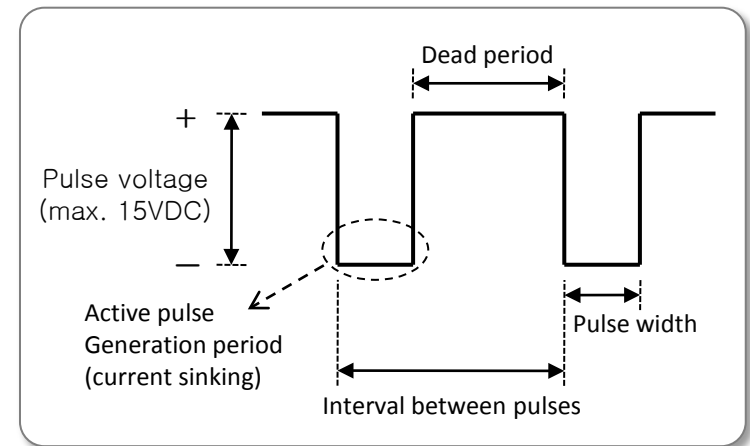 Dead period
+
Pulse voltage
(max. 15VDC)
−
Active pulse
Generation period
(current sinking)
Pulse width
Interval between pulses